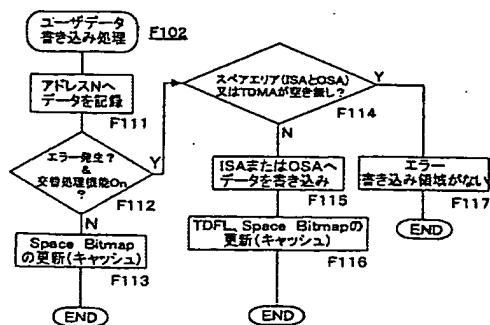 ユーザデータ
書き込み処理
F102
アドレスNへ
データを記録
F111
エラー発生?
&
交替処理機能On
?
F112
Y
N
Space Bitmap
の更新(キャッシュ)
F113
END
スペアエリア(ISAとOSA)
又はTDMAが空き無し?
F114
Y
N
ISAまたはOSAへ
データを書き込み
F115
TDFL、Space Bitmapの
更新(キャッシュ)
F116
END
エラー
書き込み領域がない
F117
END